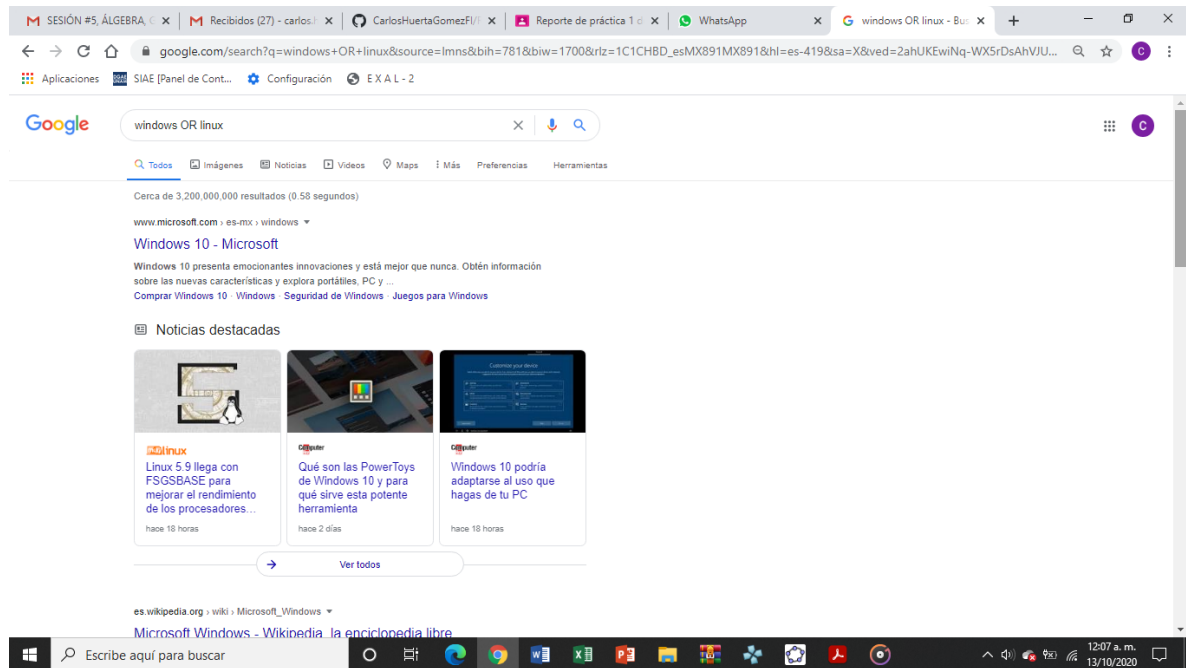 SESIÓN #5, ÁLGEBRA, G
Recibidos (27) - carlos.h
CarlosHuertaGomezFI/
Reporte de práctica 1 d
WhatsApp
windows OR linux - Bus
google.com/search?q=windows+OR+linux&source=lmns&bih=781&biw=1700&rlz=1C1CHBD_esMX891MX891&hl=es-419&sa=X&ved=2ahUKEwiNq-WX5rDsAhVJU...
C
Aplicaciones
SIAE [Panel de Cont...
Configuración
E X A L - 2
Google
windows OR linux
C
Todos
Imágenes
Noticias
Videos
Maps
Más
Preferencias
Herramientas
Cerca de 3,200,000,000 resultados (0.58 segundos)
www.microsoft.com › es-mx › windows
Windows 10 - Microsoft
Windows 10 presenta emocionantes innovaciones y está mejor que nunca. Obtén información
sobre las nuevas características y explora portátiles, PC y ...
Comprar Windows 10 · Windows · Seguridad de Windows · Juegos para Windows
Noticias destacadas
Customize your device
linux
Linux 5.9 llega con
FSGSBASE para
mejorar el rendimiento
de los procesadores...
hace 18 horas
Computer
Qué son las PowerToys
de Windows 10 y para
qué sirve esta potente
herramienta
hace 2 días
Computer
Windows 10 podría
adaptarse al uso que
hagas de tu PC
hace 18 horas
Ver todos
es.wikipedia.org › wiki › Microsoft_Windows
Microsoft Windows - Wikipedia, la enciclopedia libre
Escribe aquí para buscar
12:07 a. m.
13/10/2020